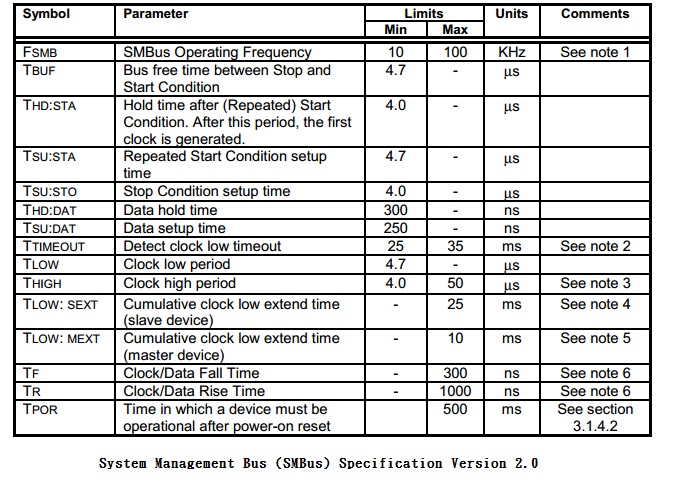 Symbol Parameter Limits Units Comments
Min Max
FSMB SMBus Operating Frequency 10 100 KHz See note 1
TBUF Bus free time between Stop and 4.7 - μs
Start Condition
THD:STA Hold time after (Repeated) Start 4.0 - μs
Condition. After this period, the first
clock is generated.
TSU:STA Repeated Start Condition setup 4.7 - μs
time
TSU:STO Stop Condition setup time 4.0 - μs
THD:DAT Data hold time 300 - ns
TSU:DAT Data setup time 250 - ns
TTIMEOUT Detect clock low timeout 25 35 ms See note 2
TLOW Clock low period 4.7 - μs
THIGH Clock high period 4.0 50 μs See note 3
TLOW: SEXT Cumulative clock low extend time - 25 ms See note 4
(slave device)
TLOW: MEXT Cumulative clock low extend time - 10 ms See note 5
(master device)
TF Clock/Data Fall Time - 300 ns See note 6
TR Clock/Data Rise Time - 1000 ns See note 6
TPOR Time in which a device must be 500 ms See section
operational after power-on reset 3.1.4.2
System Management Bus (SMBus) Specification Version 2.0